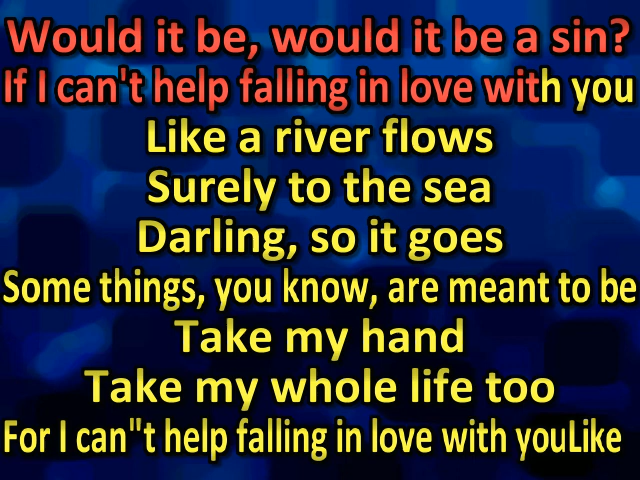 Would it be, would it be a sin?
If I can't help falling in love with you
Like a river flows
Surely to the sea
Darling, so it goes
Some things, you know, are meant to be
Take my hand
Take my whole life too
For I can"t help falling in love with youLike